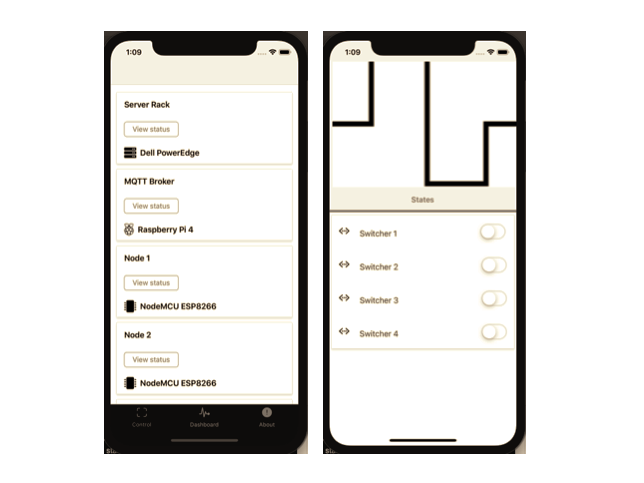 1:09
Server Rack
View status
Dell PowerEdge
MQTT Broker
View status
Raspberry Pi 4
Node 1
View status
NodeMCU ESP8266
Node 2
View status
NodeMCU ESP8266
Control
Dashboard
About
1:09
States
Switcher 1
Switcher 2
Switcher 3
Switcher 4